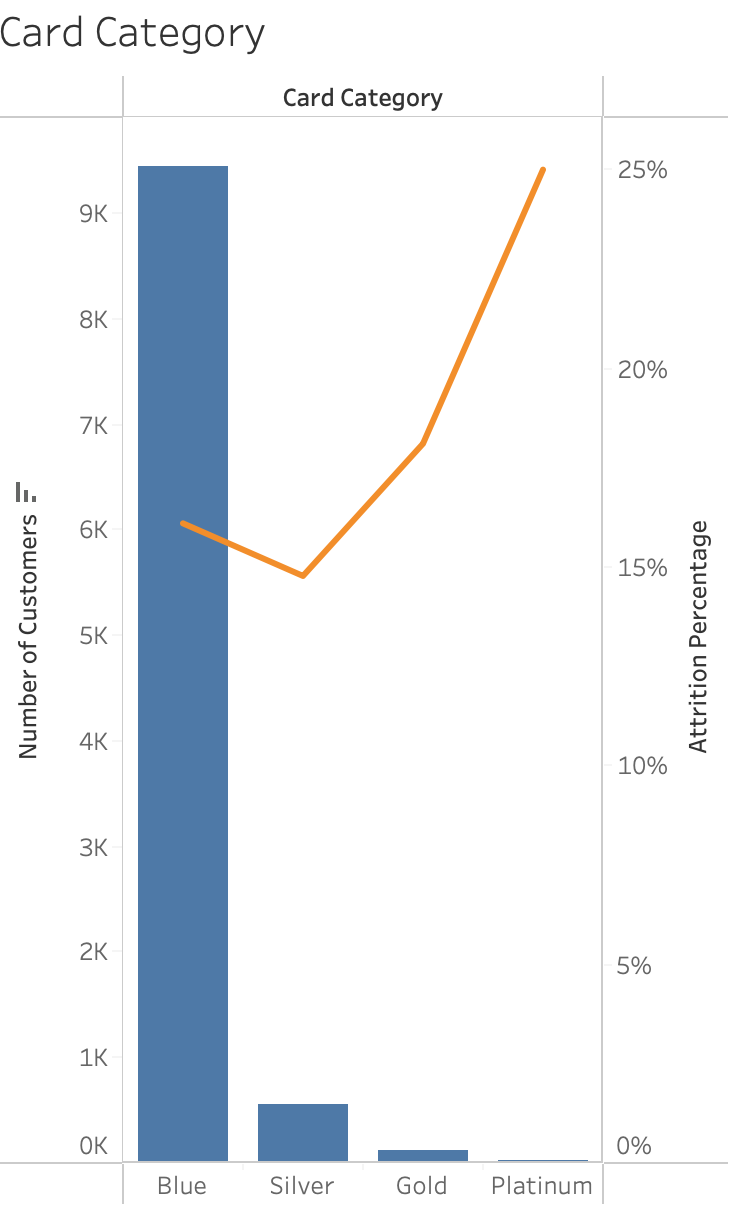 Card Category
Card Category
9K
8K
7K
6K
5K
4K
3K
2K
1K
0K
Number of Customers
25%
20%
15%
10%
5%
0%
Attrition Percentage
Blue
Silver
Gold
Platinum